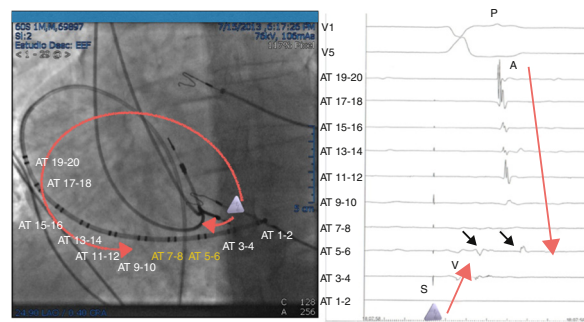 60S 1M,M,69897
Si:2
Estudio Desc: EEF
7/15/2013, 5:17:26 PM
76kV, 106mAs
AT 19-20
AT 17-18
AT 15-16
AT 13-14
AT 11-12
AT 9-10
AT 7-8
AT 5-6
AT 3-4
AT 1-2
5 cm
C 128
A 256
V1
V5
AT 19-20
AT 17-18
AT 15-16
AT 13-14
AT 11-12
AT 9-10
AT 7-8
AT 5-6
AT 3-4
AT 1-2
P
A
V
S